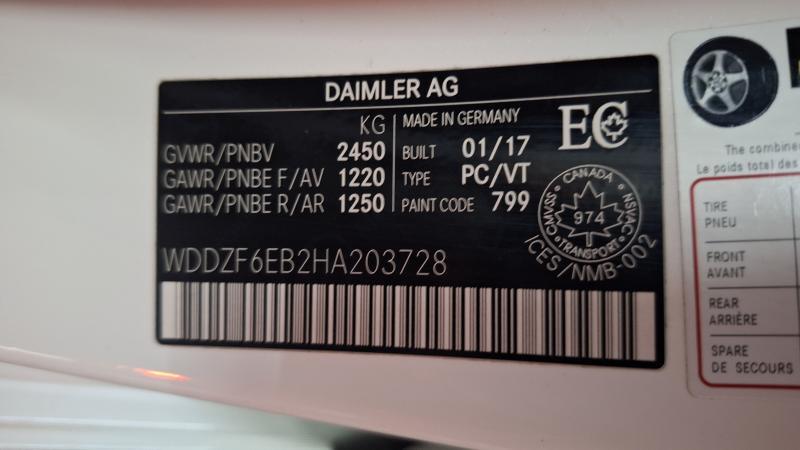 DAIMLER AG
KG
GVWR/PNBV 2450
GAWR/PNBE F/AV 1220
GAWR/PNBE R/AR 1250
MADE IN GERMANY
BUILT 01/17
TYPE PC/VT
PAINT CODE 799
EC
CANADA
CMVSS 974 NSVAC
TRANSPORT
ICES/NMB-002
WDDZF6EB2HA203728
The combine
Le poids total des
TIRE
PNEU
FRONT
AVANT
REAR
ARRIÈRE
SPARE
DE SECOURS